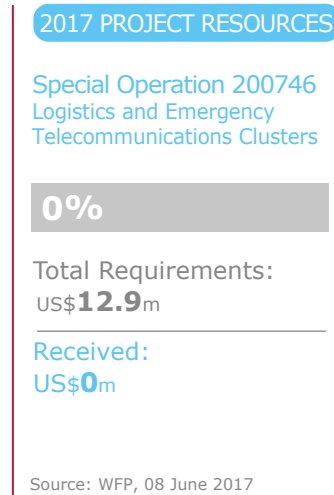 2017 PROJECT RESOURCES
Special Operation 200746
Logistics and Emergency
Telecommunications Clusters
0%
Total Requirements:
US$12.9m
Received:
US$0m
Source: WFP, 08 June 2017